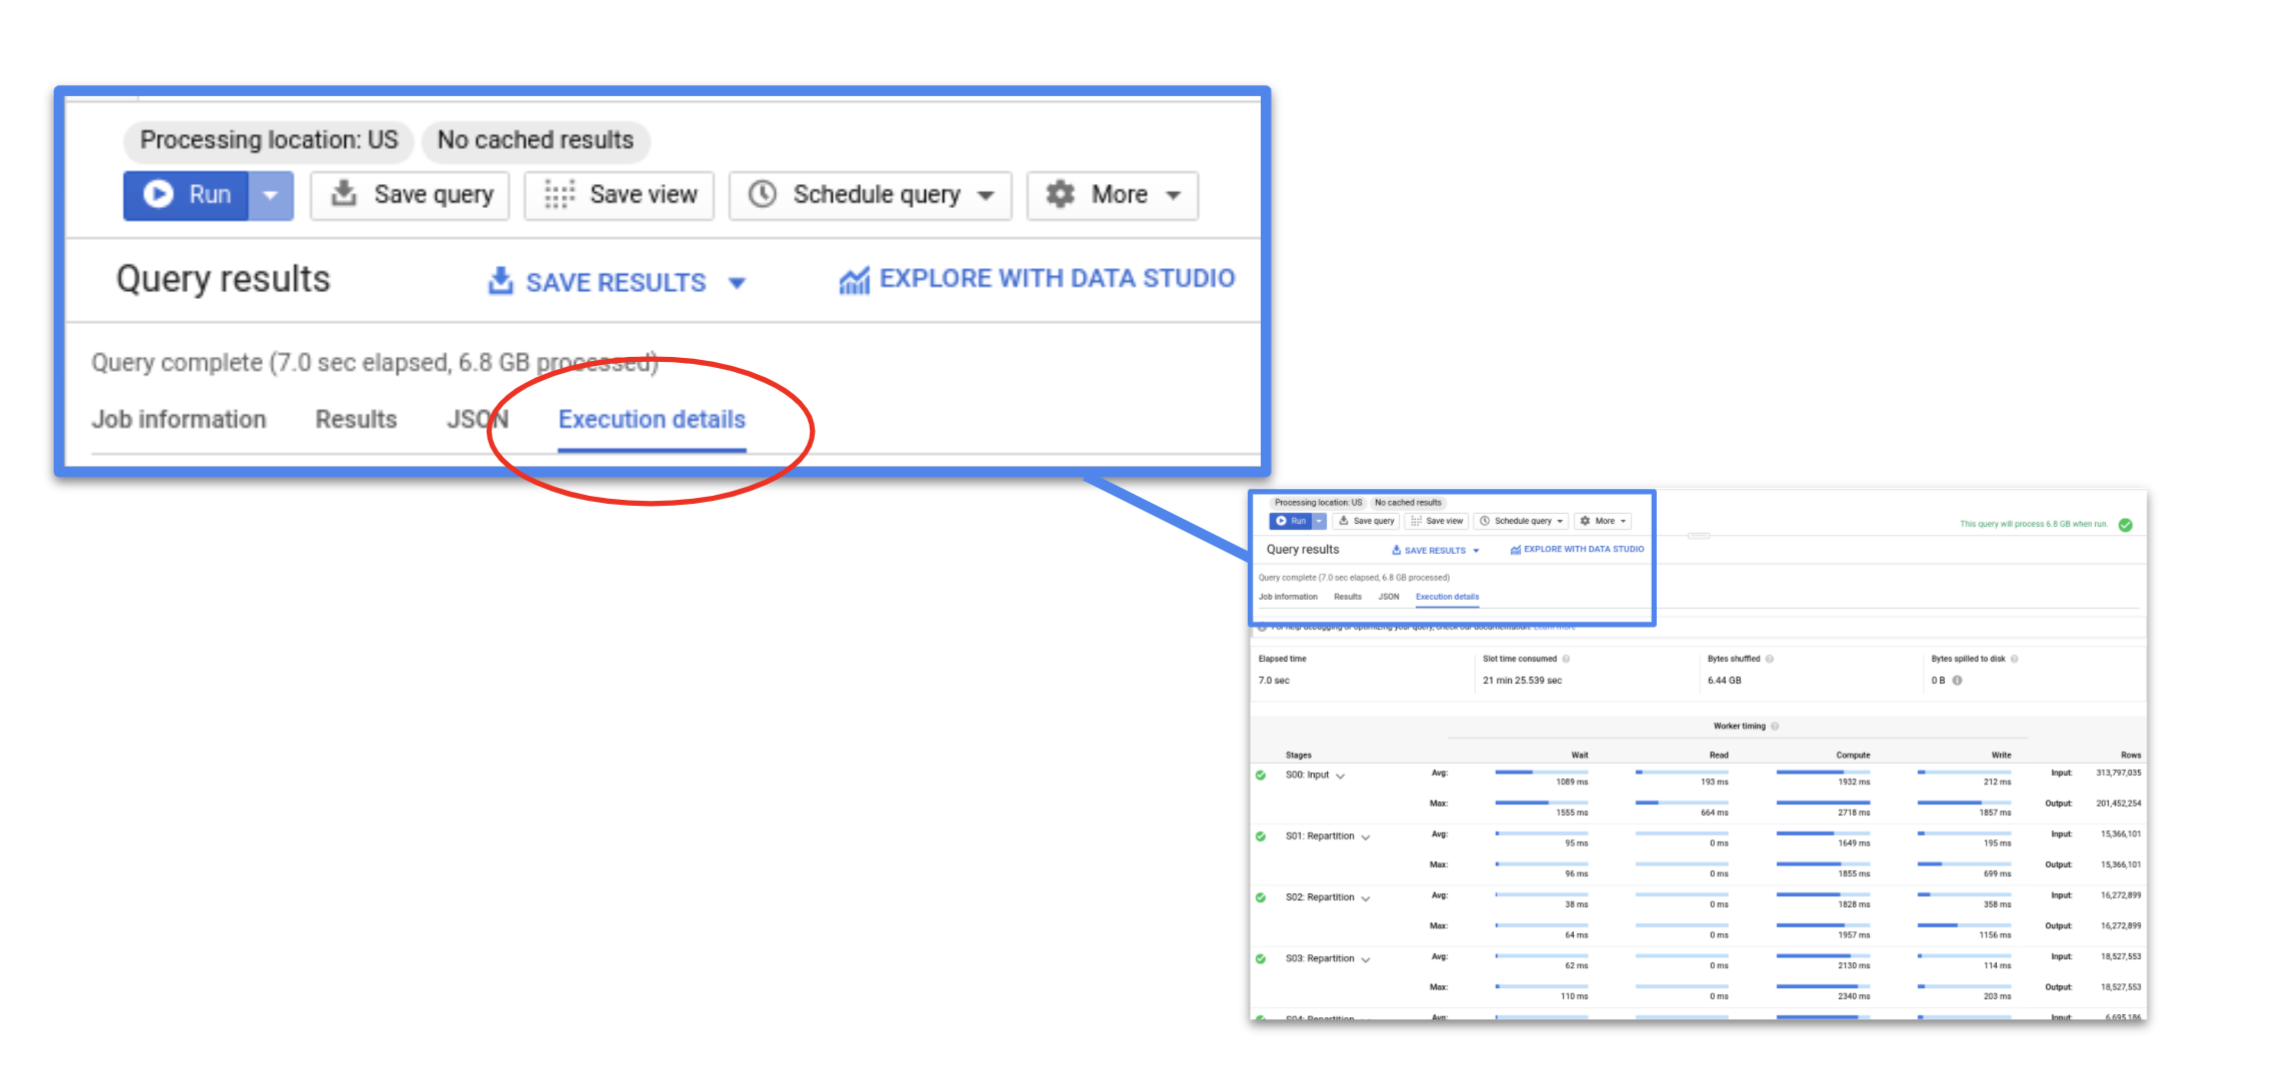 Processing location: US No cached results
Run Save query Save view Schedule query More
Query results SAVE RESULTS EXPLORE WITH DATA STUDIO
Query complete (7.0 sec elapsed, 6.8 GB processed)
Job information Results JSON Execution details
Processing location: US No cached results
Run Save query Save view Schedule query More
This query will process 6.8 GB when run.
Query results SAVE RESULTS EXPLORE WITH DATA STUDIO
Query complete (7.0 sec elapsed, 6.8 GB processed)
Job information Results JSON Execution details
For help debugging or optimizing your query, check our documentation. Learn more
Elapsed time Slot time consumed Bytes shuffled Bytes spilled to disk
7.0 sec 21 min 25.539 sec 6.44 GB 0 B
Worker timing
Stages Wait Read Compute Write Rows
S00: Input Avg: 1089 ms 193 ms 1932 ms 212 ms Input: 313,797,035
Max: 1555 ms 664 ms 2718 ms 1857 ms Output: 201,452,254
S01: Repartition Avg: 95 ms 0 ms 1649 ms 195 ms Input: 15,366,101
Max: 96 ms 0 ms 1855 ms 699 ms Output: 15,366,101
S02: Repartition Avg: 38 ms 0 ms 1828 ms 358 ms Input: 16,272,899
Max: 64 ms 0 ms 1957 ms 1156 ms Output: 16,272,899
S03: Repartition Avg: 62 ms 0 ms 2130 ms 114 ms Input: 18,527,553
Max: 110 ms 0 ms 2340 ms 203 ms Output: 18,527,553
S04: Repartition Avg: Input: 6,695,186